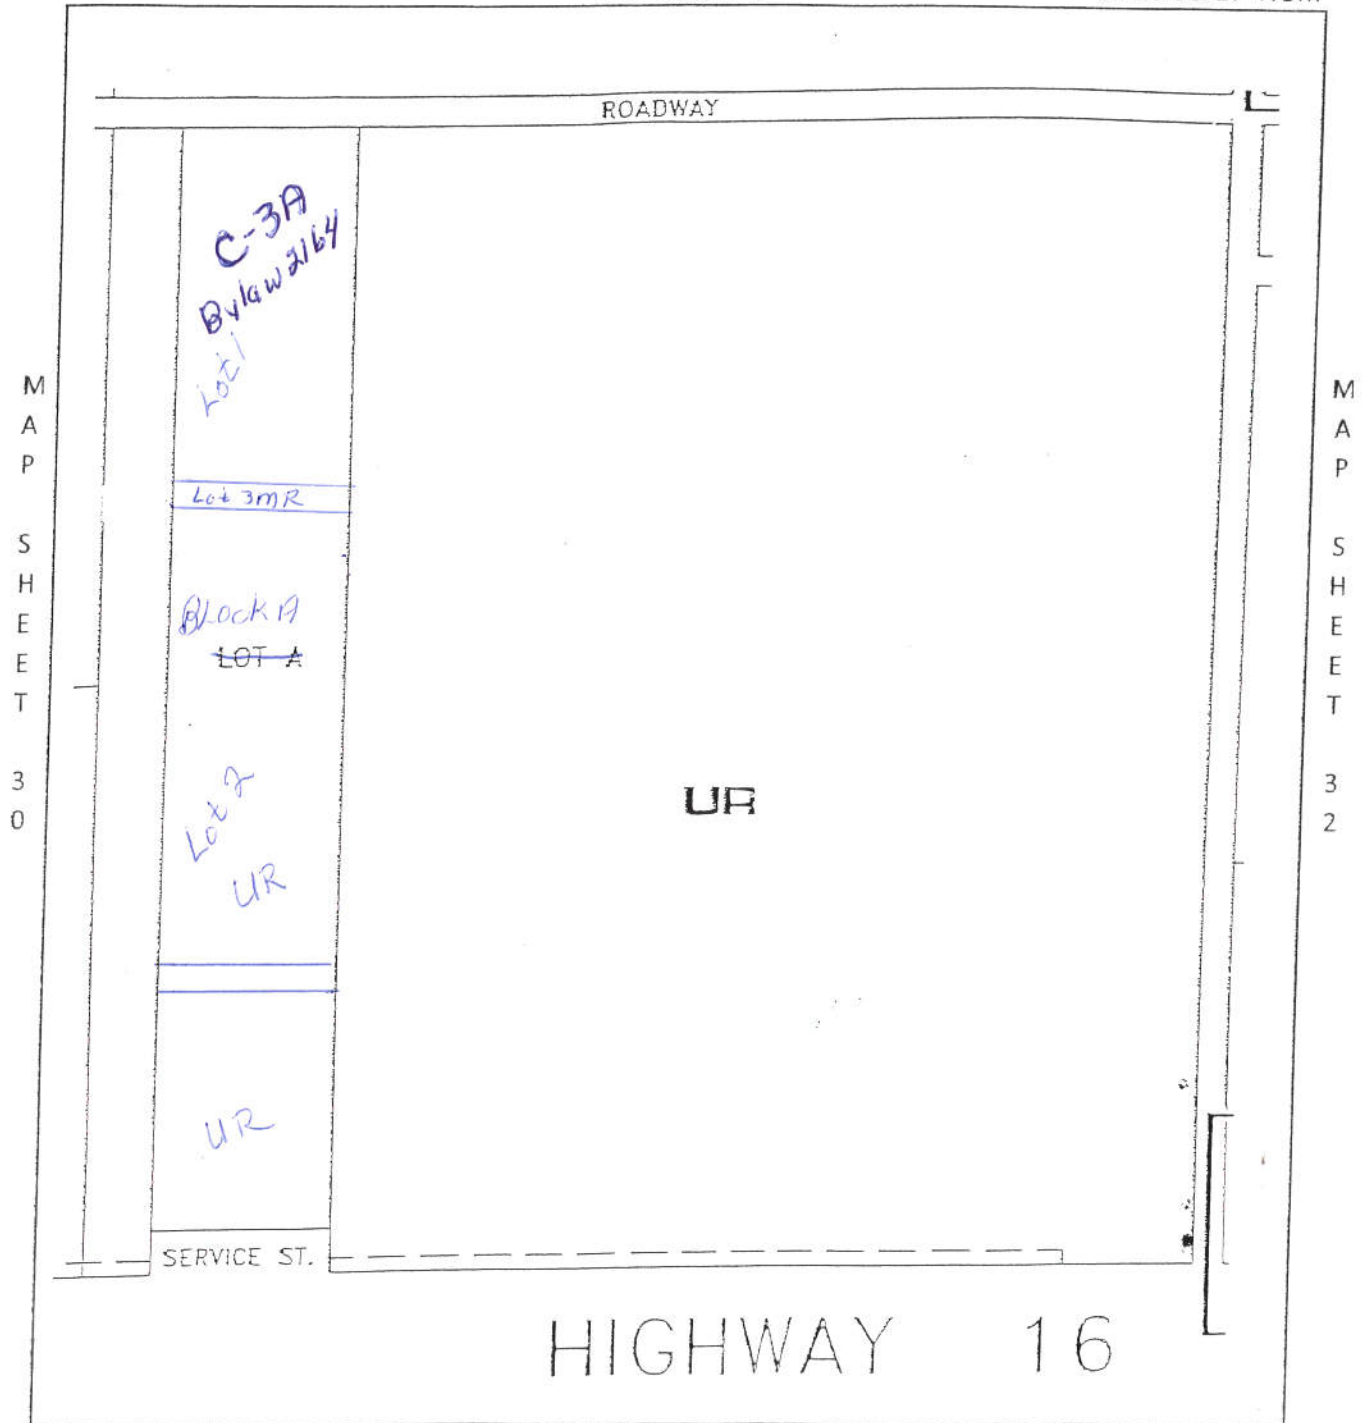 ROADWAY
C-3A
Bylaw 2164
Lot 1
Lot 3MR
BLOCK A
LOT A
Lot 2
UR
UR
UR
SERVICE ST.
HIGHWAY 16
MAP SHEET 30
MAP SHEET 32